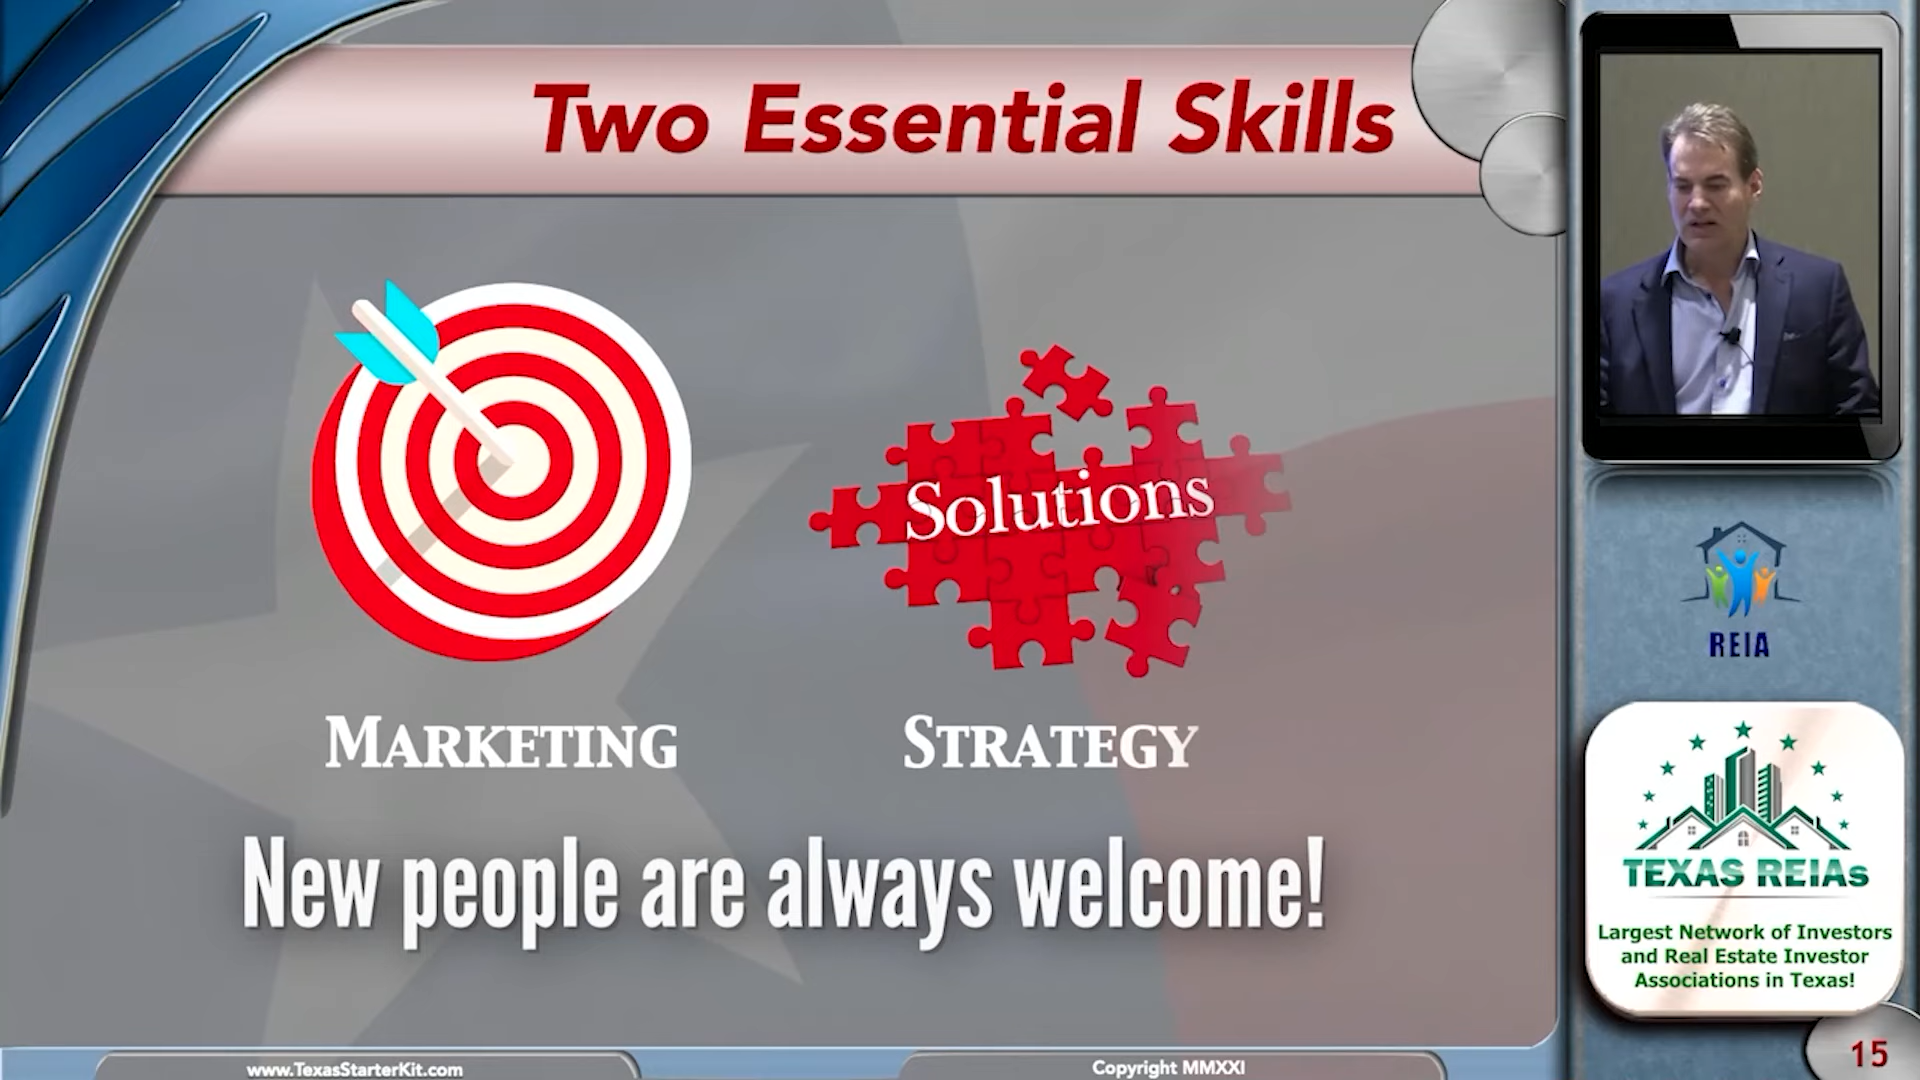 Two Essential Skills
Solutions
MARKETING
STRATEGY
New people are always welcome!
REIA
TEXAS REIAs
Largest Network of Investors
and Real Estate Investor
Associations in Texas!
www.TexasStarterKit.com
Copyright MMXXI
15